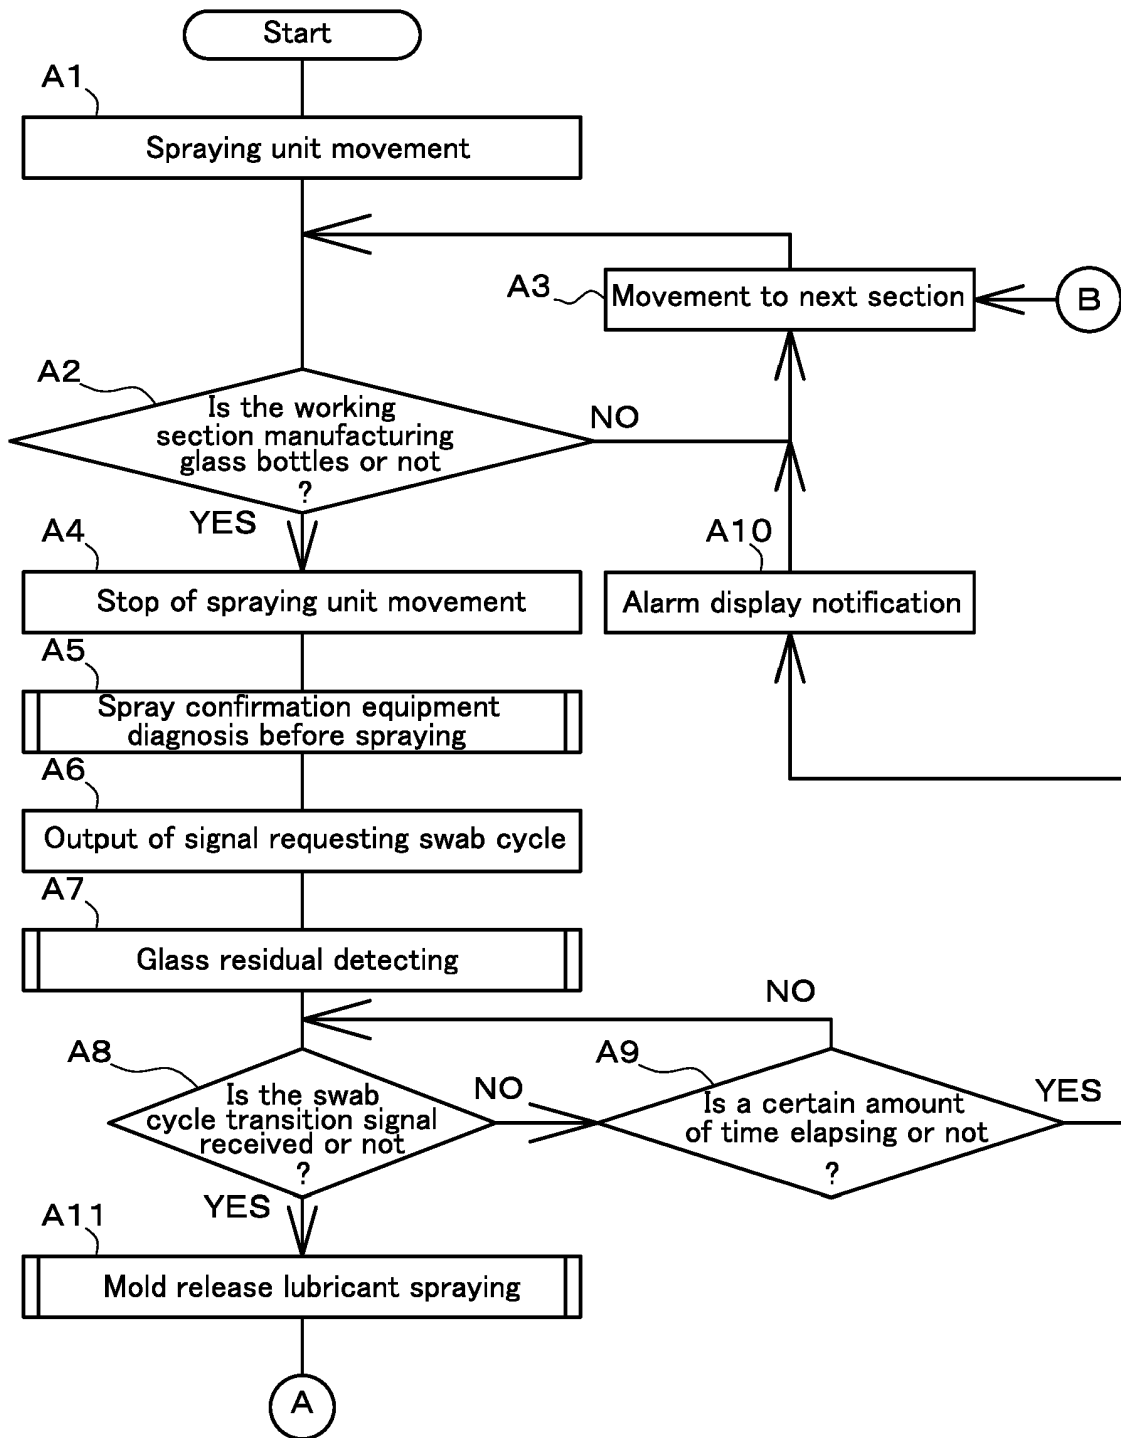 Start
A1
Spraying unit movement
A3
Movement to next section
B
A2
Is the working
section manufacturing
glass bottles or not
?
NO
YES
A4
Stop of spraying unit movement
A10
Alarm display notification
A5
Spray confirmation equipment
diagnosis before spraying
A6
Output of signal requesting swab cycle
A7
Glass residual detecting
NO
A8
Is the swab
cycle transition signal
received or not
?
NO
A9
Is a certain amount
of time elapsing or not
?
YES
YES
A11
Mold release lubricant spraying
A